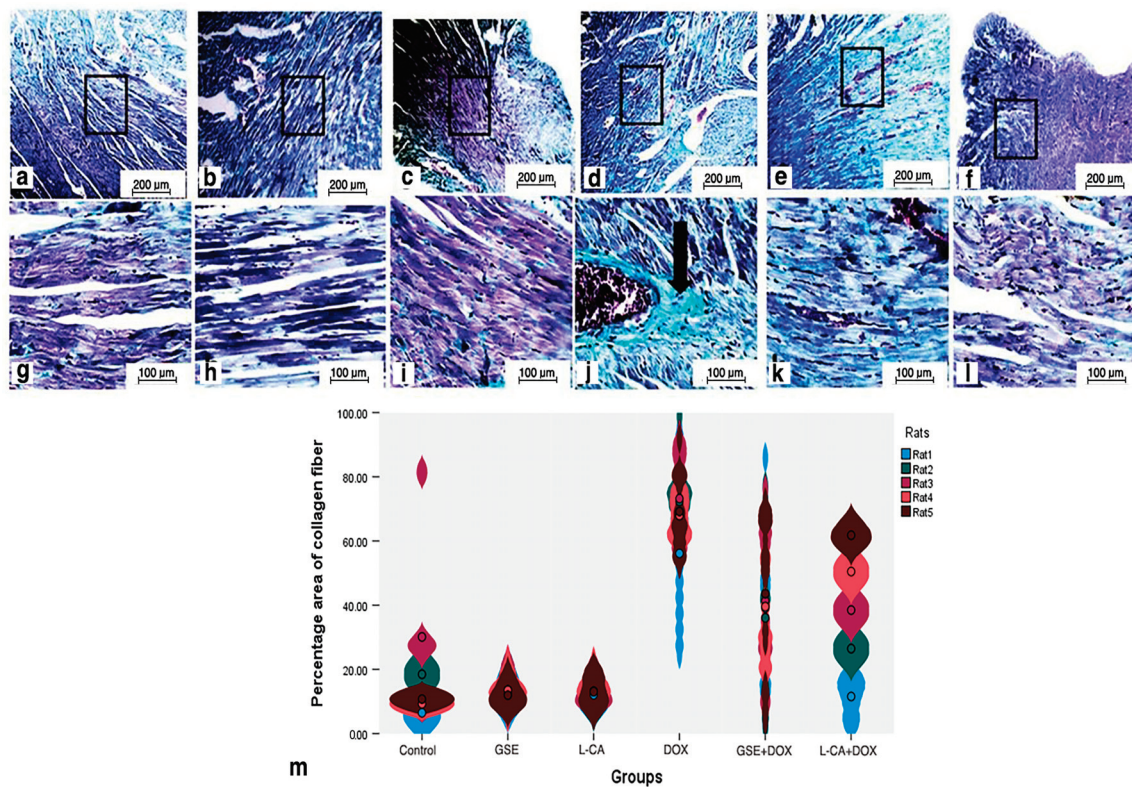 a
200 µm
b
200 µm
c
200 µm
d
200 µm
e
200 µm
f
200 µm
g
100 µm
h
100 µm
i
100 µm
j
100 µm
k
100 µm
l
100 µm
Percentage area of collagen fiber
100.00
80.00
60.00
40.00
20.00
0.00
Control
GSE
L-CA
DOX
GSE+DOX
L-CA+DOX
Groups
Rats
Rat1
Rat2
Rat3
Rat4
Rat5
m